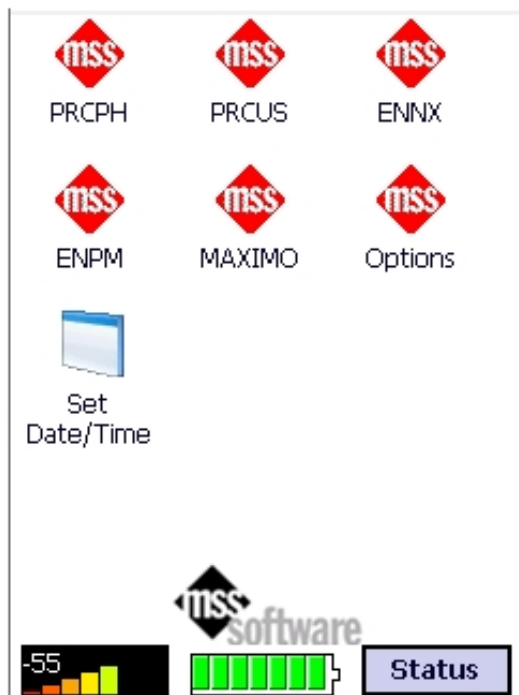 mss mss mss
PRCPH PRCUS ENNX
mss mss mss
ENPM MAXIMO Options
Set
Date/Time
mss
software
-55
Status